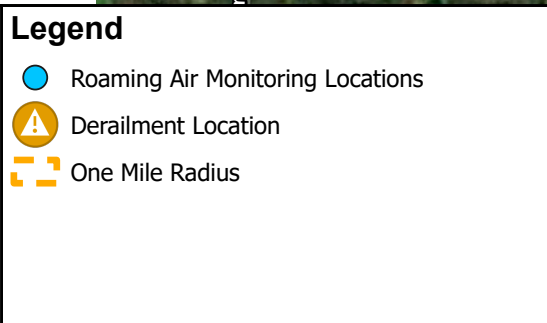 Legend
Roaming Air Monitoring Locations
Derailment Location
One Mile Radius